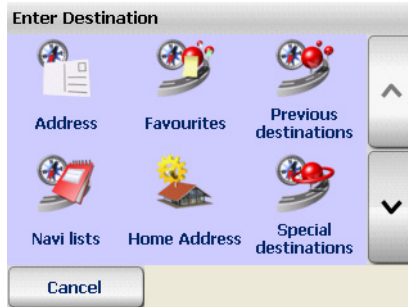 Enter Destination
Address
Favourites
Previous
destinations
Navi lists
Home Address
Special
destinations
Cancel